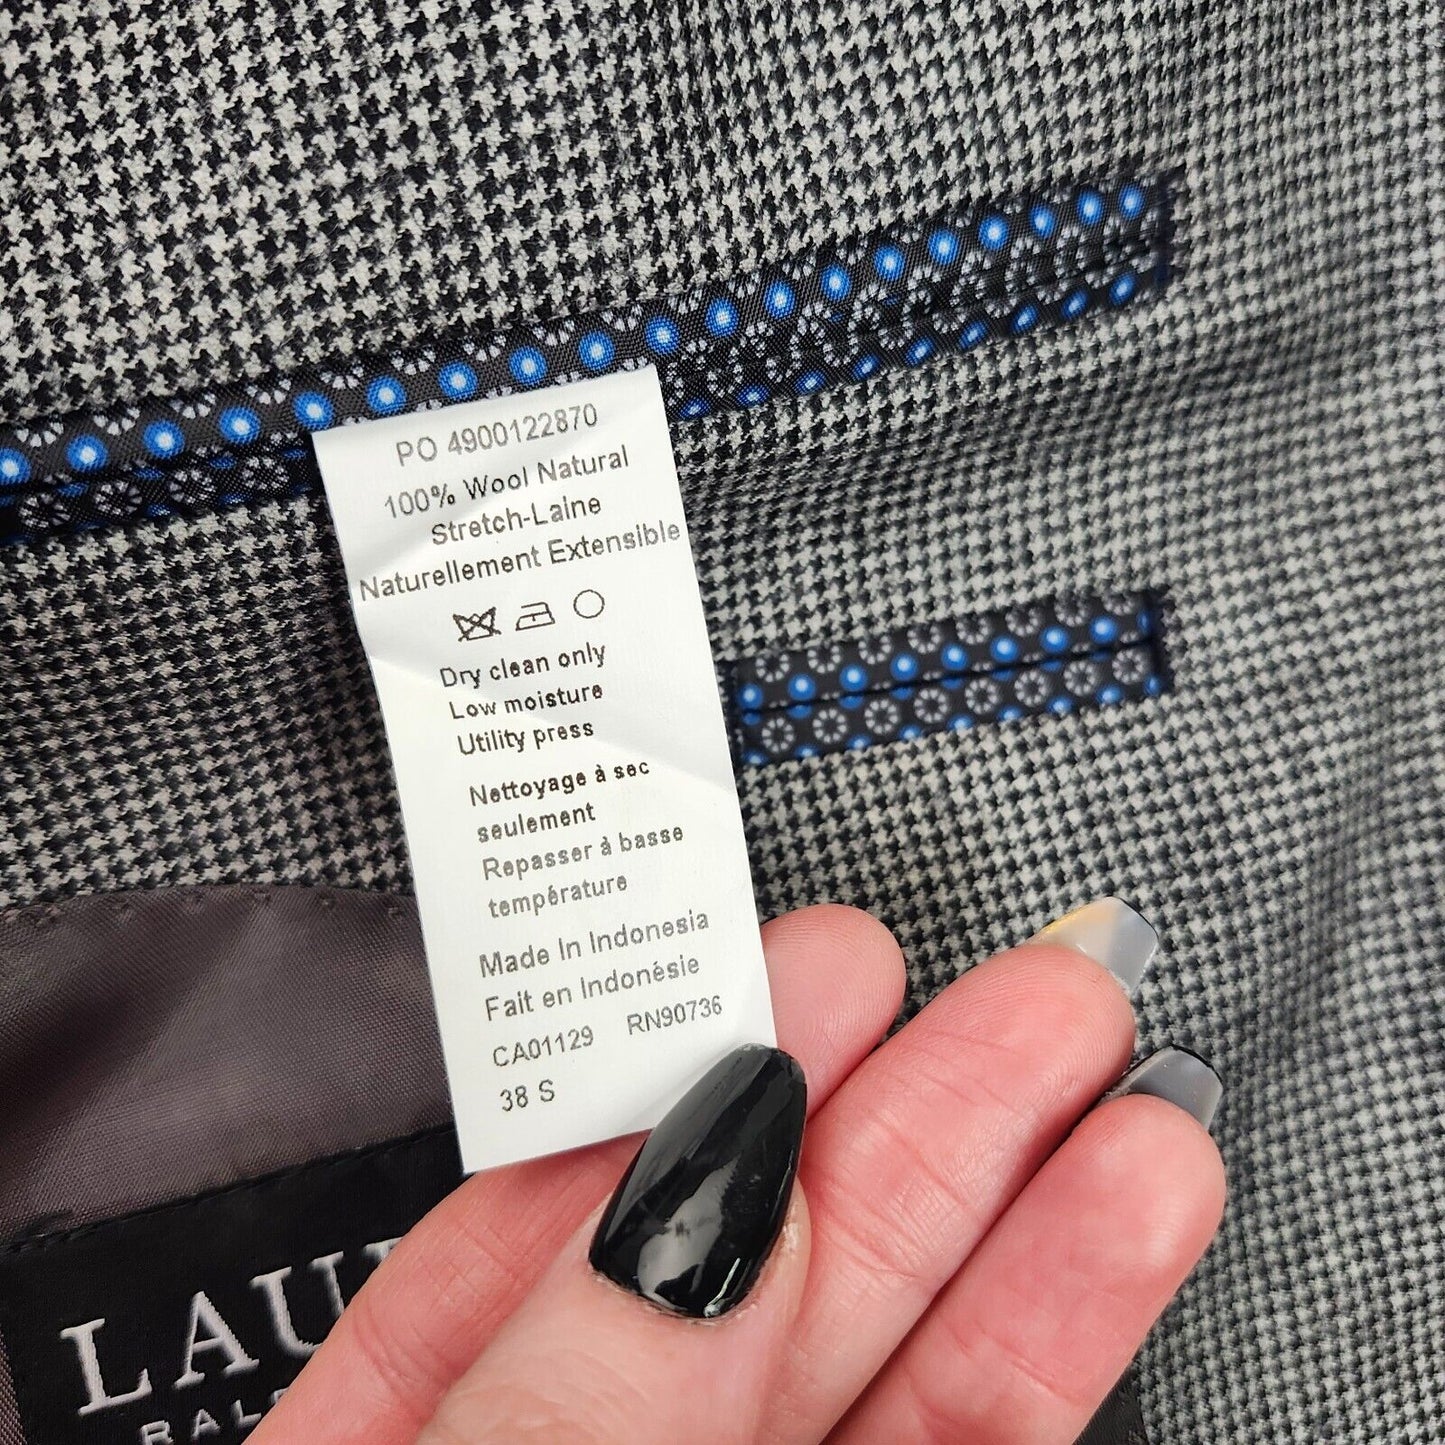 PO 4900122870
100% Wool Natural
Stretch-Laine
Naturellement Extensible
Dry clean only
Low moisture
Utility press
Nettoyage à sec
seulement
Repasser à basse
température
Made In Indonesia
Fait en Indonésie
CA01129 RN90736
38 S